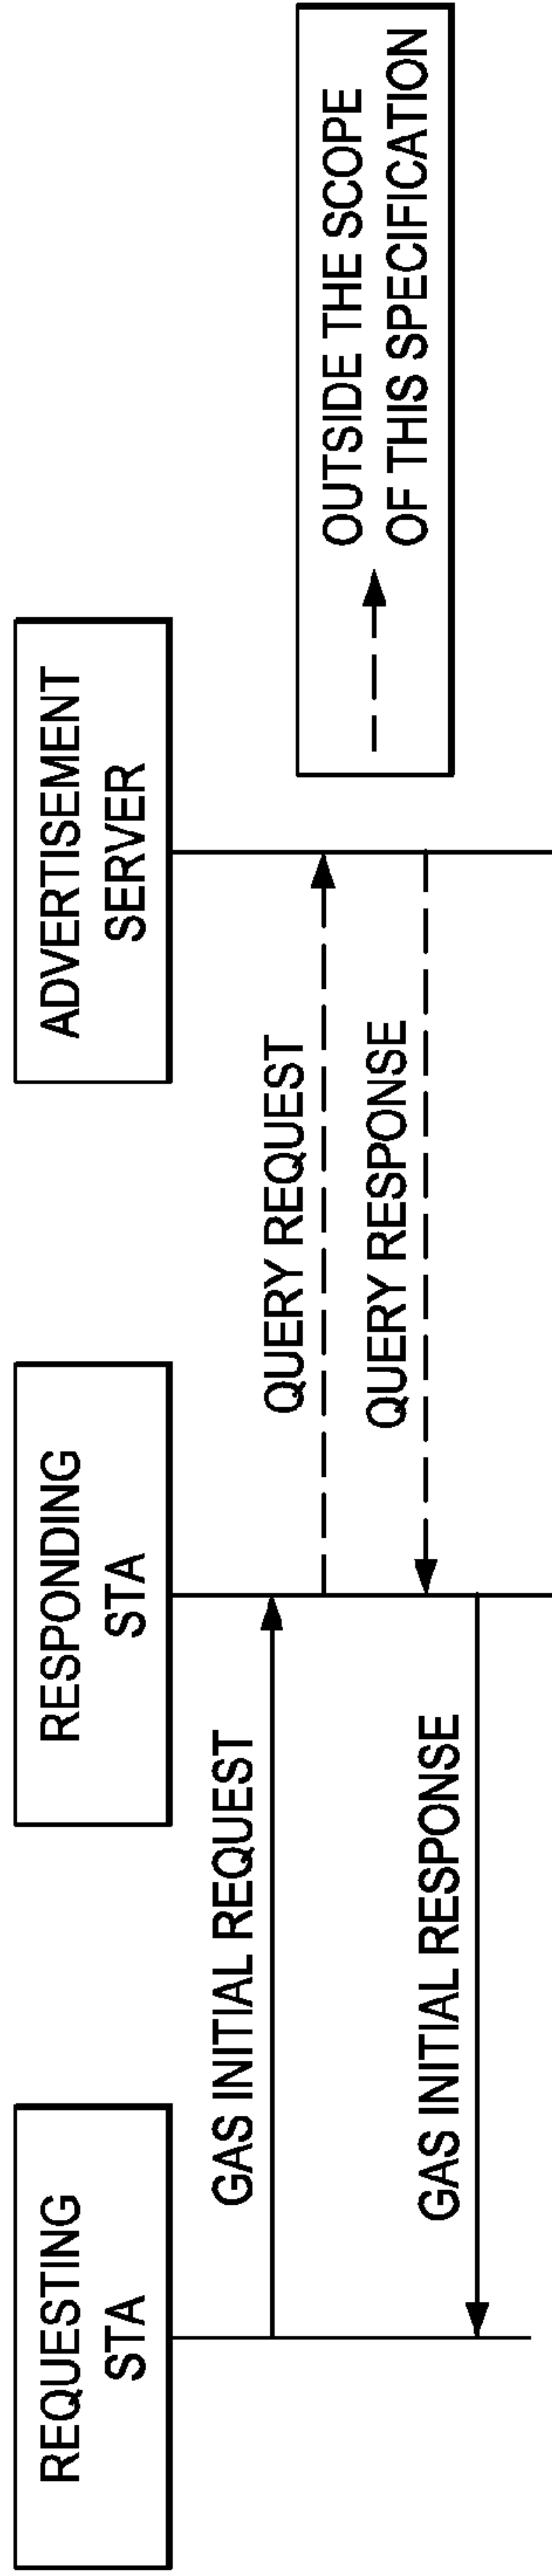 REQUESTING
STA
RESPONDING
STA
ADVERTISEMENT
SERVER
GAS INITIAL REQUEST
QUERY REQUEST
QUERY RESPONSE
GAS INITIAL RESPONSE
OUTSIDE THE SCOPE
OF THIS SPECIFICATION